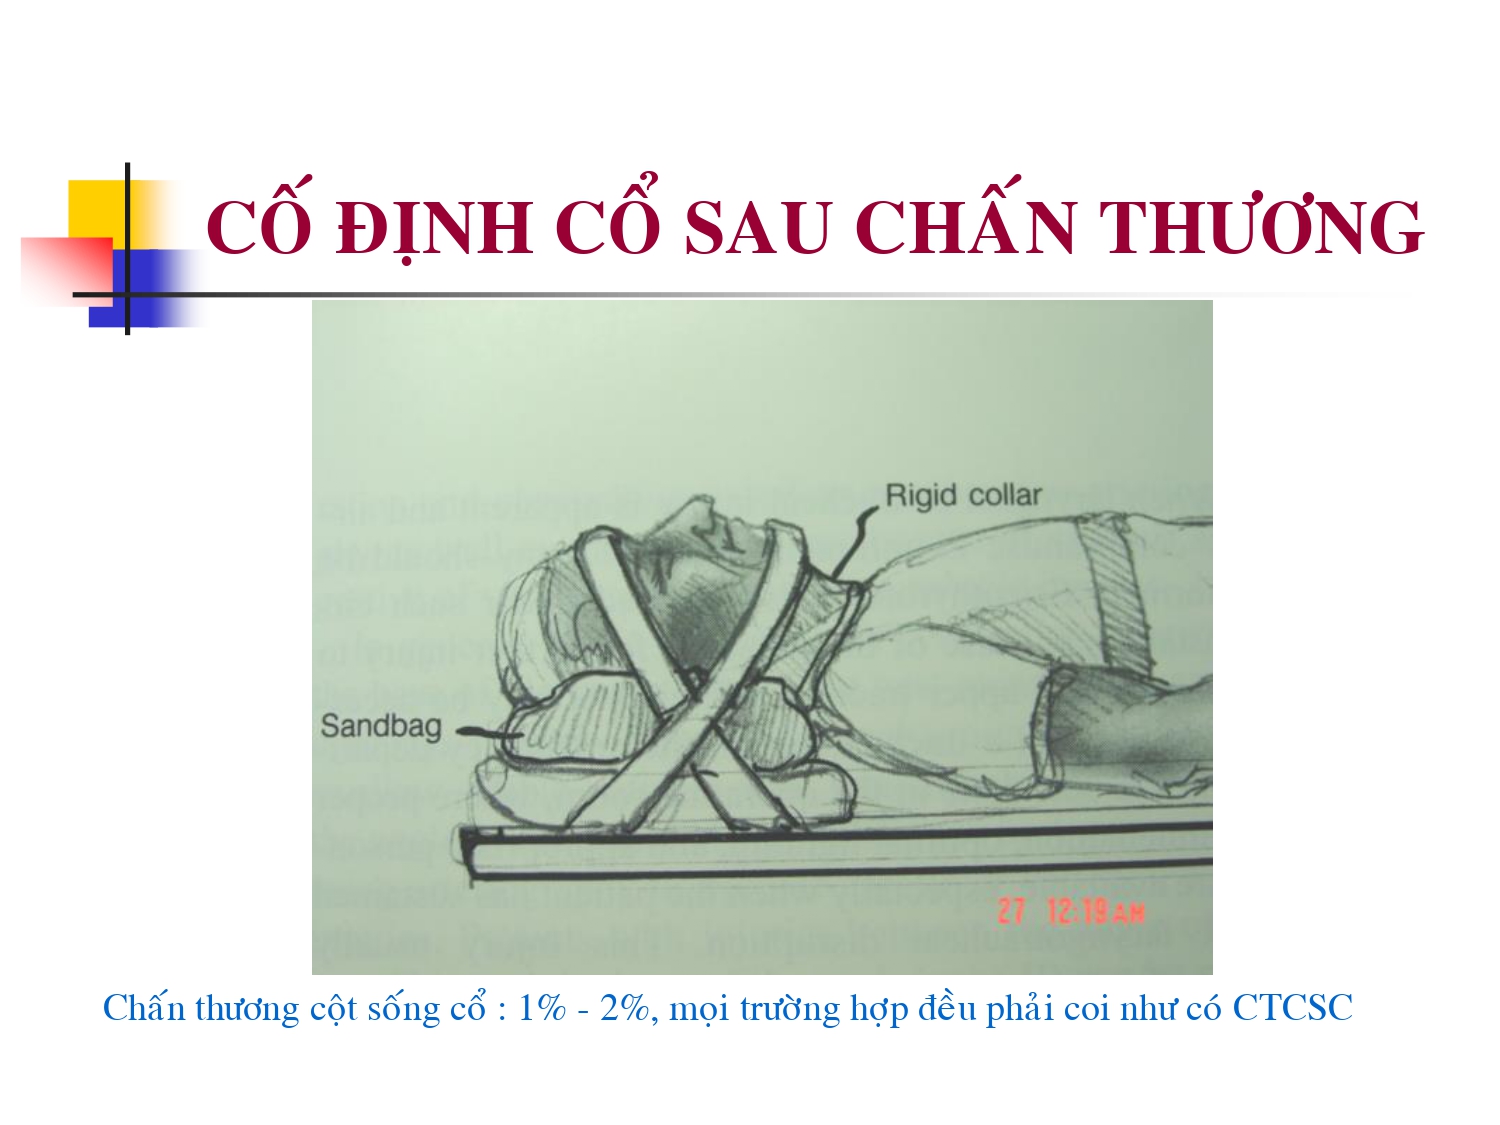 CỐ ĐỊNH CỔ SAU CHẤN THƯƠNG
Rigid collar
Sandbag
27 12:19 AM
Chấn thương cột sống cổ : 1% - 2%, mọi trường hợp đều phải coi như có CTCSC